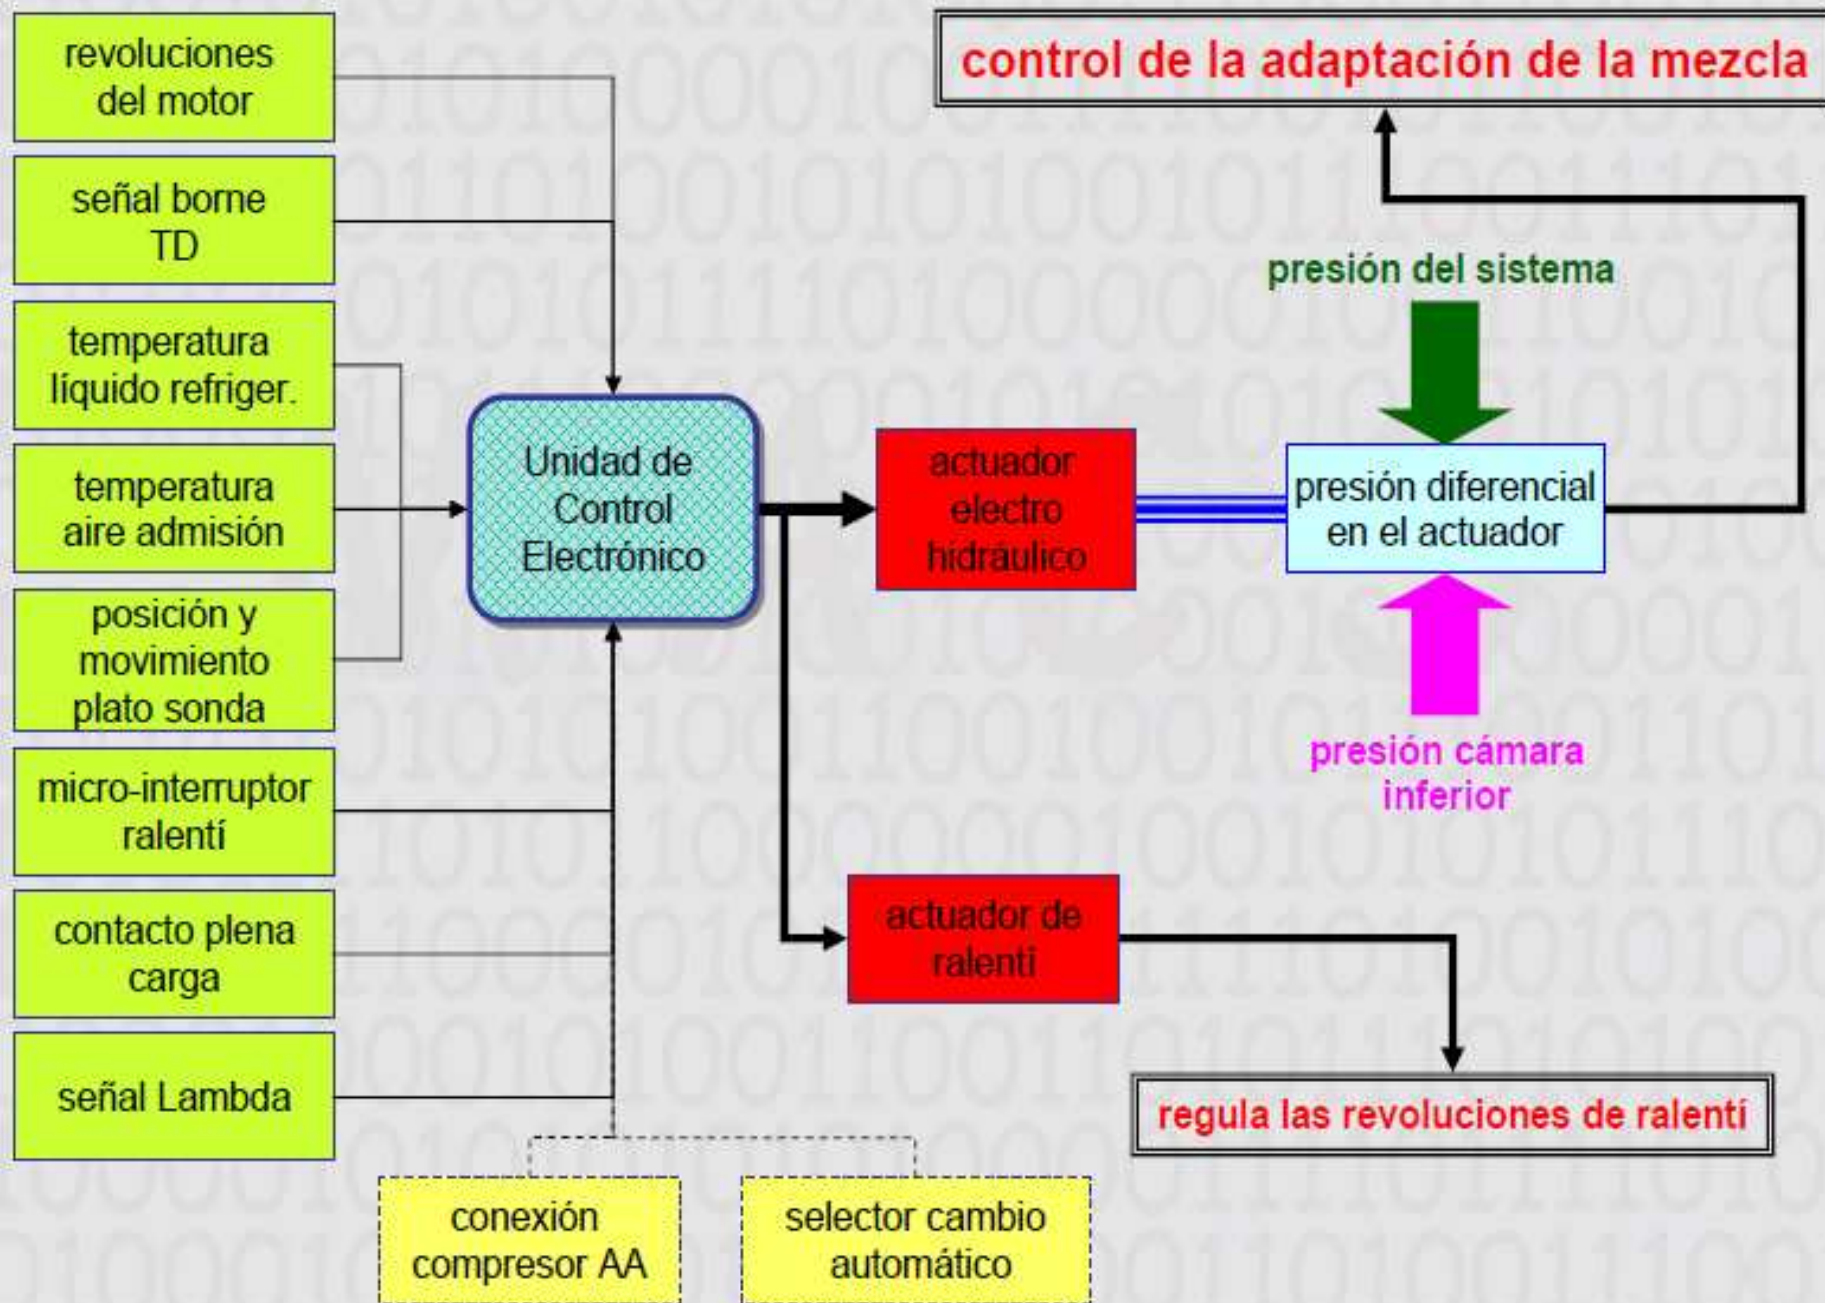 revoluciones
del motor
señal borne
TD
temperatura
líquido refriger.
temperatura
aire admisión
posición y
movimiento
plato sonda
micro-interruptor
ralentí
contacto plena
carga
señal Lambda
conexión
compresor AA
selector cambio
automático
Unidad de
Control
Electrónico
actuador
electro
hidráulico
actuador de
ralentí
control de la adaptación de la mezcla
presión del sistema
presión diferencial
en el actuador
presión cámara
inferior
regula las revoluciones de ralentí